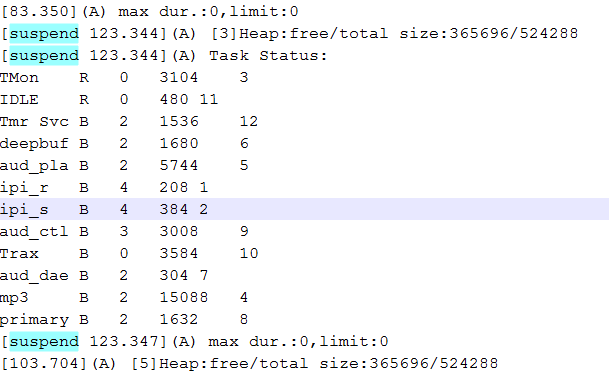 [83.350](A) max dur.:0,limit:0
[suspend 123.344](A) [3]Heap:free/total size:365696/524288
[suspend 123.344](A) Task Status:
TMon R 0 3104 3
IDLE R 0 480 11
Tmr Svc B 2 1536 12
deepbuf B 2 1680 6
aud_pla B 2 5744 5
ipi_r B 4 208 1
ipi_s B 4 384 2
aud_ctl B 3 3008 9
Trax B 0 3584 10
aud_dae B 2 304 7
mp3 B 2 15088 4
primary B 2 1632 8
[suspend 123.347](A) max dur.:0,limit:0
[103.704](A) [5]Heap:free/total size:365696/524288